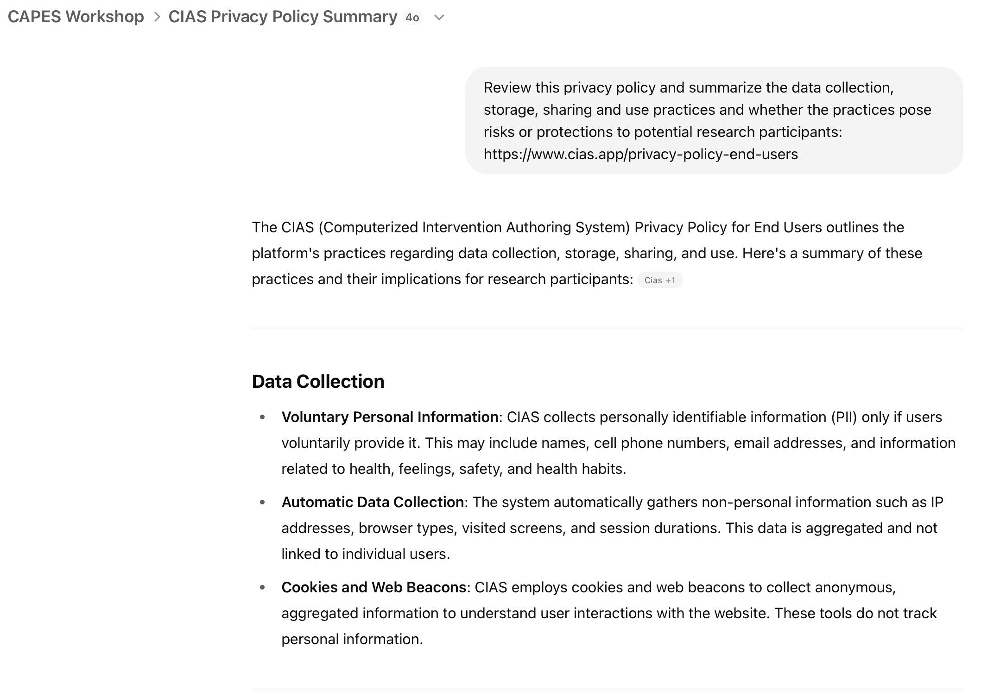 CAPES Workshop > CIAS Privacy Policy Summary 4o
Review this privacy policy and summarize the data collection,
storage, sharing and use practices and whether the practices pose
risks or protections to potential research participants:
https://www.cias.app/privacy-policy-end-users
The CIAS (Computerized Intervention Authoring System) Privacy Policy for End Users outlines the
platform's practices regarding data collection, storage, sharing, and use. Here's a summary of these
practices and their implications for research participants: Cias +1
Data Collection
• Voluntary Personal Information: CIAS collects personally identifiable information (PII) only if users
voluntarily provide it. This may include names, cell phone numbers, email addresses, and information
related to health, feelings, safety, and health habits.
• Automatic Data Collection: The system automatically gathers non-personal information such as IP
addresses, browser types, visited screens, and session durations. This data is aggregated and not
linked to individual users.
• Cookies and Web Beacons: CIAS employs cookies and web beacons to collect anonymous,
aggregated information to understand user interactions with the website. These tools do not track
personal information.